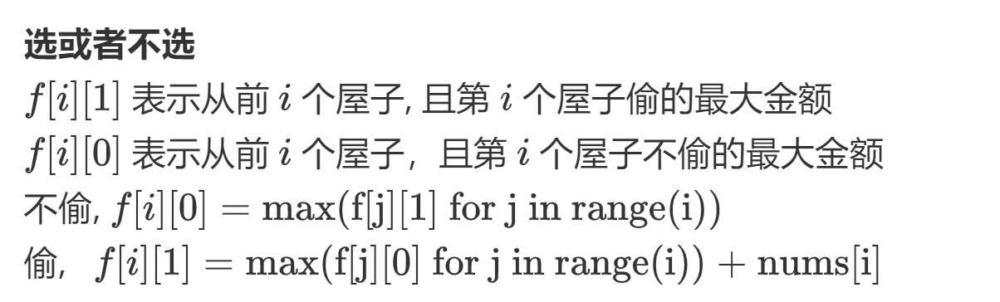 选或者不选
f[i][1] 表示从前 i 个屋子, 且第 i 个屋子偷的最大金额
f[i][0] 表示从前 i 个屋子，且第 i 个屋子不偷的最大金额
不偷, f[i][0] = max(f[j][1] for j in range(i))
偷， f[i][1] = max(f[j][0] for j in range(i)) + nums[i]